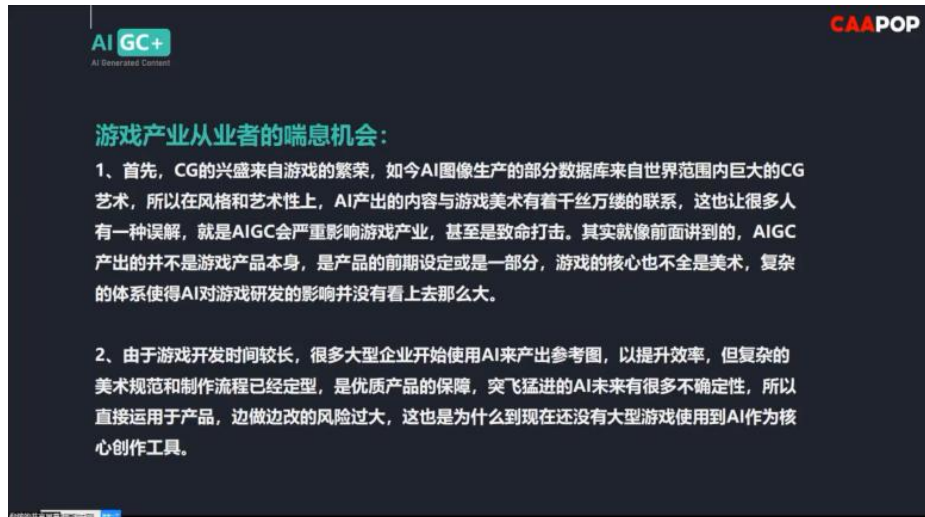 CAAPOP
AI GC+
AI Generated Content
游戏产业从业者的喘息机会：
1、首先，CG的兴盛来自游戏的繁荣，如今AI图像生产的部分数据库来自世界范围内巨大的CG
艺术，所以在风格和艺术性上，AI产出的内容与游戏美术有着千丝万缕的联系，这也让很多人
有一种误解，就是AIGC会严重影响游戏产业，甚至是致命打击。其实就像前面讲到的，AIGC
产出的并不是游戏产品本身，是产品的前期设定或是一部分，游戏的核心也不全是美术，复杂
的体系使得AI对游戏研发的影响并没有看上去那么大。
2、由于游戏开发时间较长，很多大型企业开始使用AI来产出参考图，以提升效率，但复杂的
美术规范和制作流程已经定型，是优质产品的保障，突飞猛进的AI未来有很多不确定性，所以
直接运用于产品，边做边改的风险过大，这也是为什么到现在还没有大型游戏使用到AI作为核
心创作工具。